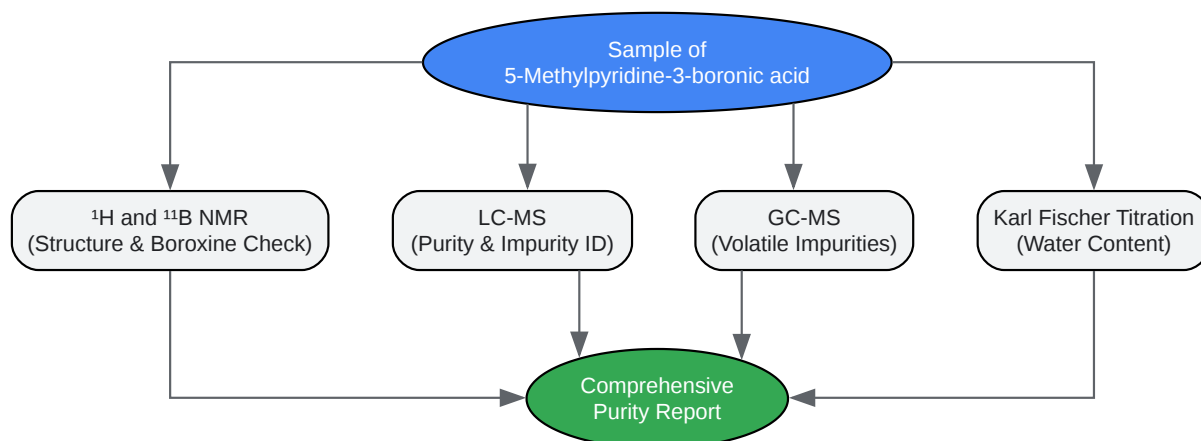 Sample of
5-Methylpyridine-3-boronic acid
¹H and ¹¹B NMR
(Structure & Boroxine Check)
LC-MS
(Purity & Impurity ID)
GC-MS
(Volatile Impurities)
Karl Fischer Titration
(Water Content)
Comprehensive
Purity Report